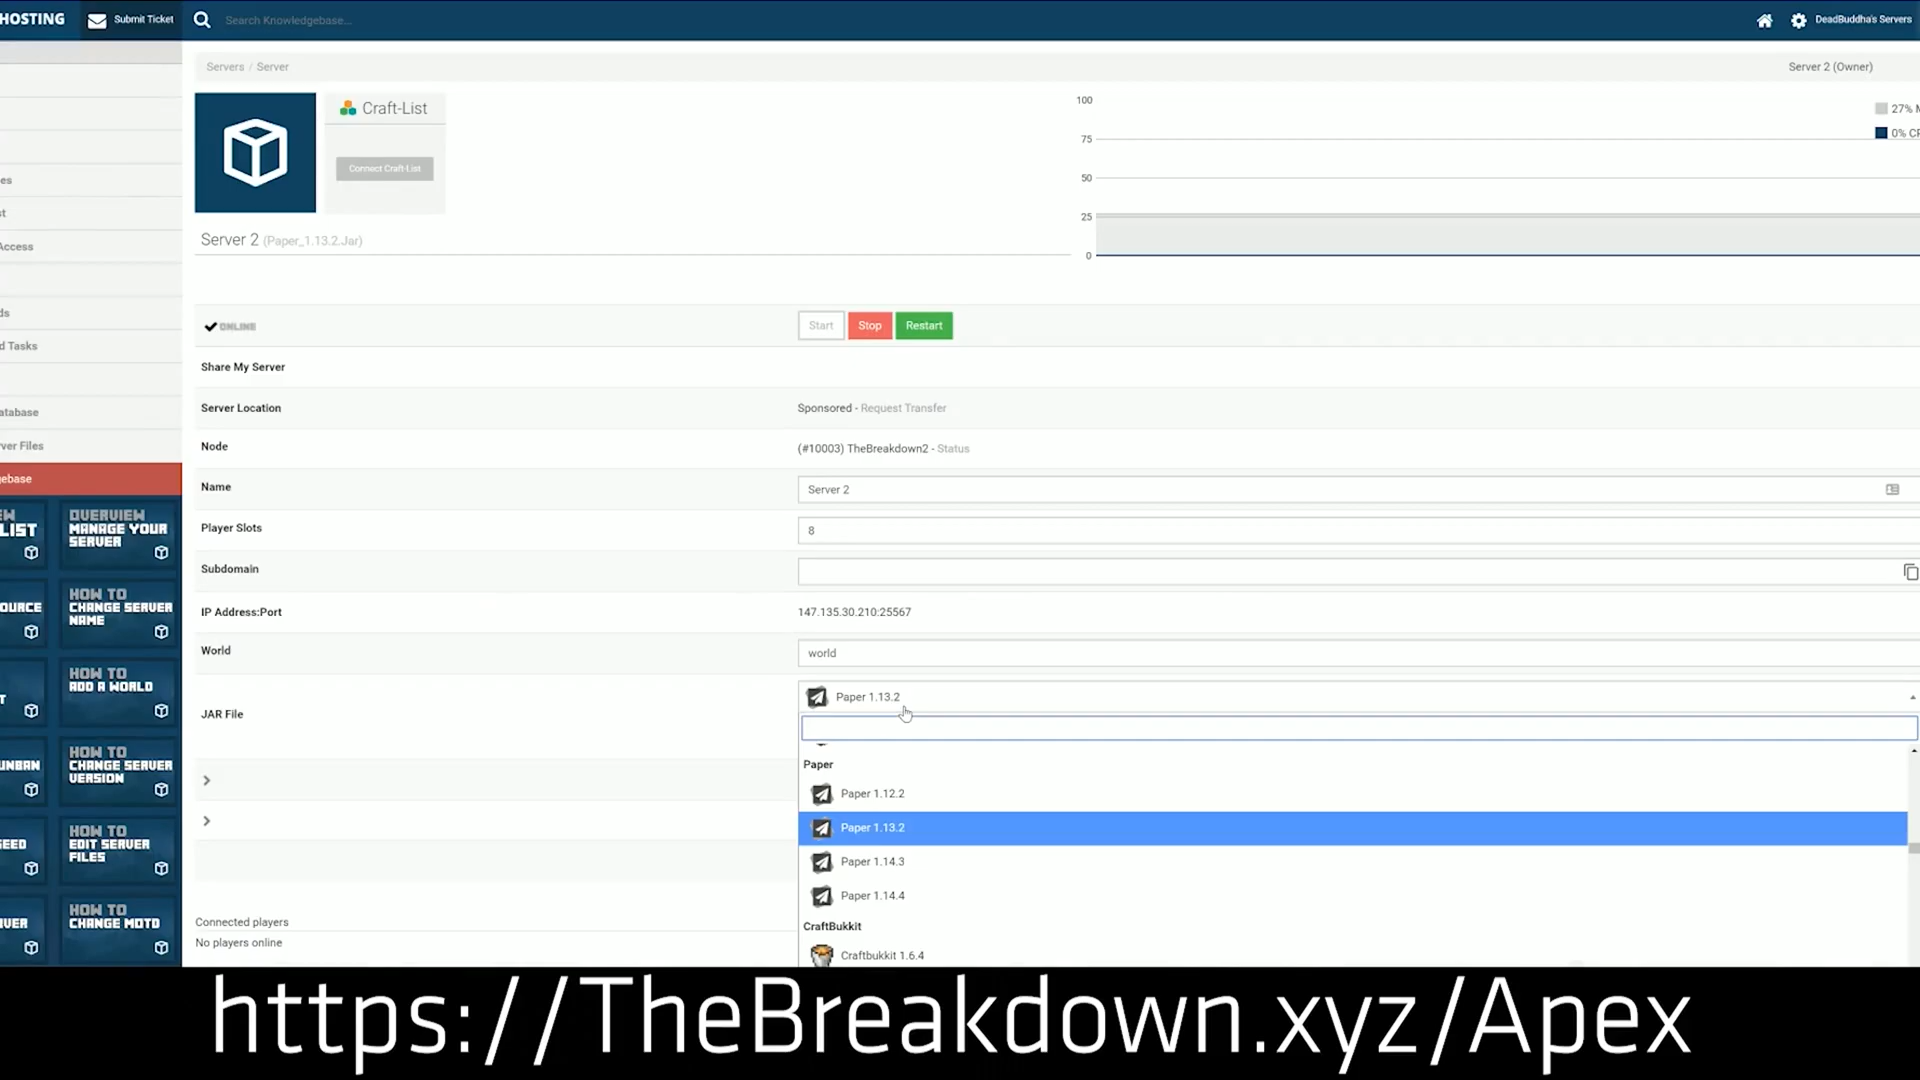 HOSTING
Submit Ticket
Search Knowledgebase...
DeadBuddha's Servers
Servers / Server
Server 2 (Owner)
Craft-List
Connect Craft-List
Server 2 (Paper_1.13.2.Jar)
100
75
50
25
0
27% M
0% CP
es
st
Access
ds
d Tasks
atabase
ver Files
gebase
ONLINE
Start
Stop
Restart
Share My Server
Server Location
Sponsored - Request Transfer
Node
(#10003) TheBreakdown2 - Status
Name
Server 2
Player Slots
8
Subdomain
IP Address:Port
147.135.30.210:25567
World
world
JAR File
Paper 1.13.2
Paper
Paper 1.12.2
Paper 1.13.2
Paper 1.14.3
Paper 1.14.4
CraftBukkit
Craftbukkit 1.6.4
Connected players
No players online
EW
LIST
OVERVIEW
MANAGE YOUR
SERVER
OURCE
HOW TO
CHANGE SERVER
NAME
T
HOW TO
ADD A WORLD
UNBAN
HOW TO
CHANGE SERVER
VERSION
SEED
HOW TO
EDIT SERVER
FILES
VER
HOW TO
CHANGE MOTD
https://TheBreakdown.xyz/Apex